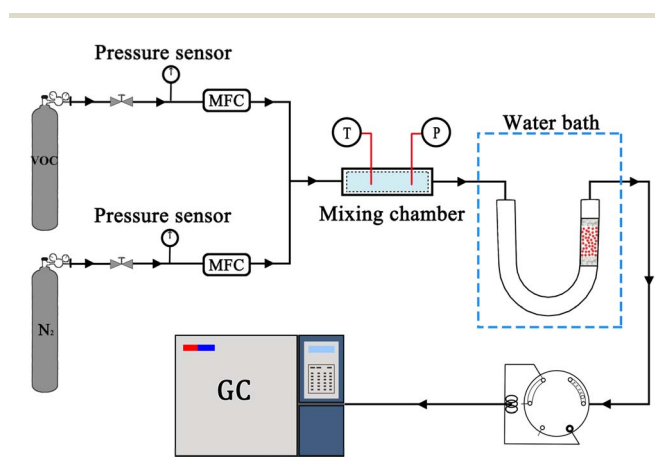 Pressure sensor
T
MFC
VOC
T
P
Water bath
Mixing chamber
Pressure sensor
T
MFC
N₂
GC